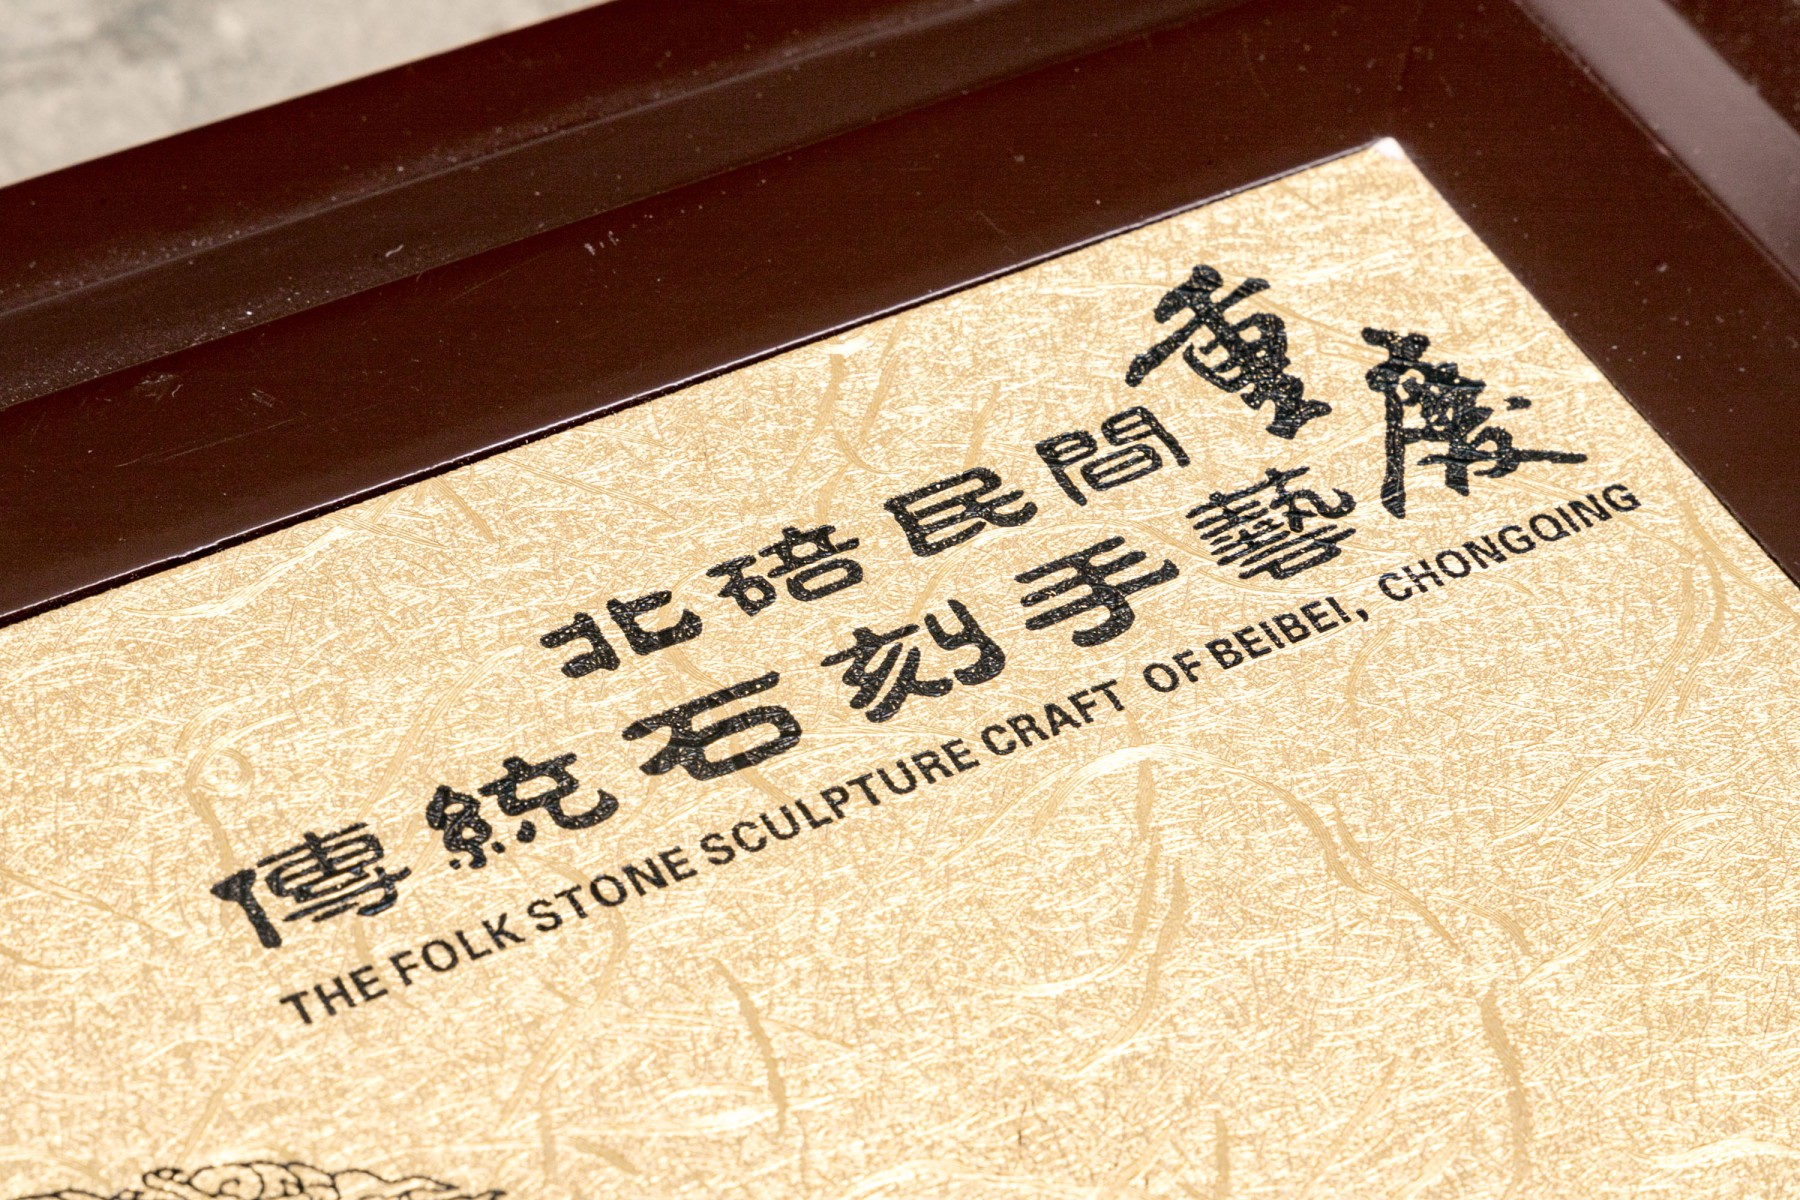 重慶
北碚民間
傳統石刻手藝
THE FOLK STONE SCULPTURE CRAFT OF BEIBEI, CHONGQING